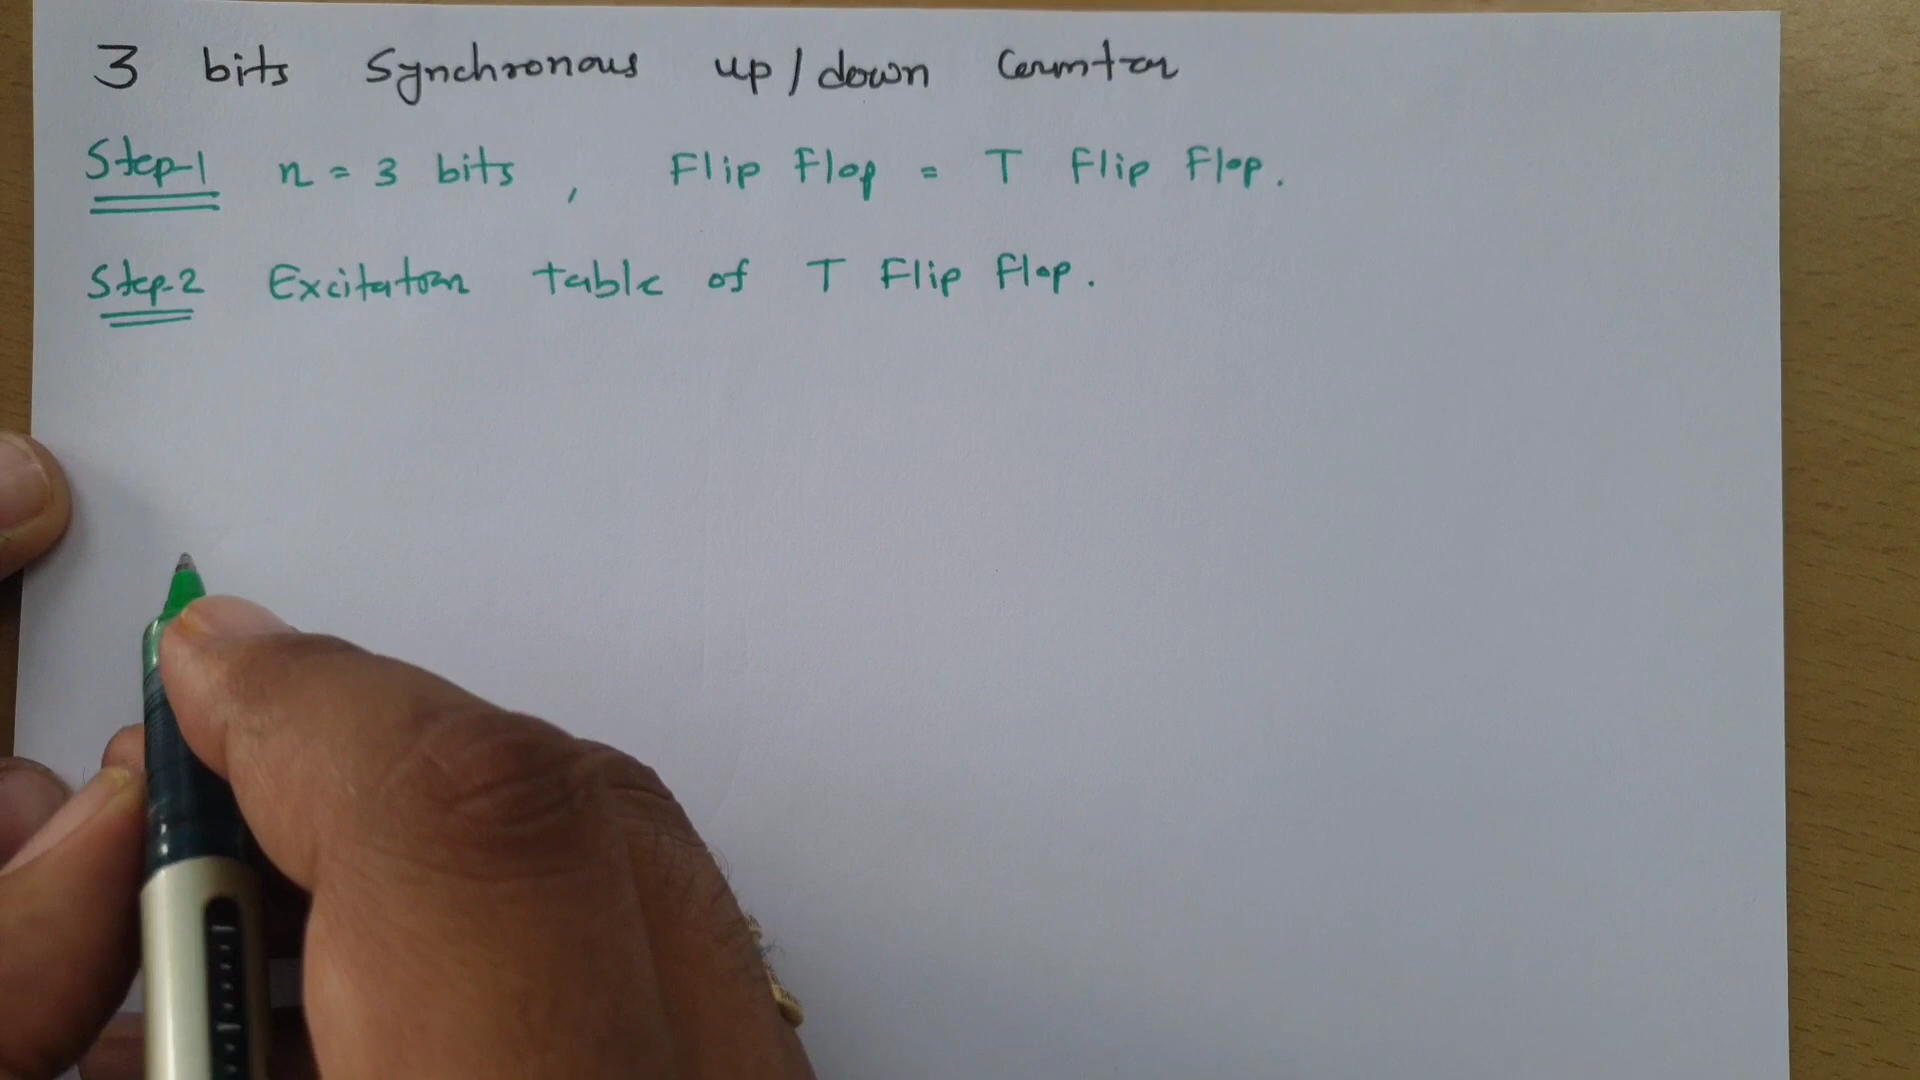 3 bits Synchronous up/down Counter
Step-1 n = 3 bits , Flip Flop = T Flip Flop.
Step-2 Excitation table of T Flip Flop.